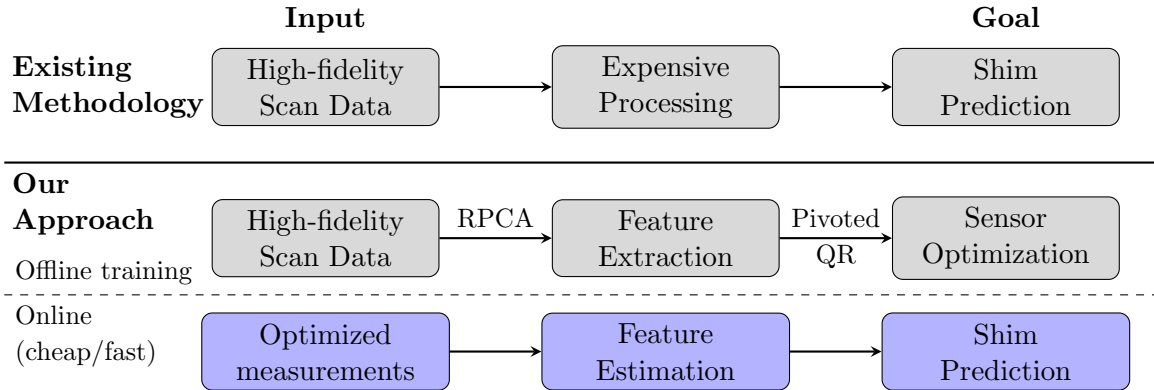 Input
Goal
Existing
Methodology
High-fidelity
Scan Data
Expensive
Processing
Shim
Prediction
Our
Approach
Offline training
High-fidelity
Scan Data
RPCA
Feature
Extraction
Pivoted
QR
Sensor
Optimization
Online
(cheap/fast)
Optimized
measurements
Feature
Estimation
Shim
Prediction